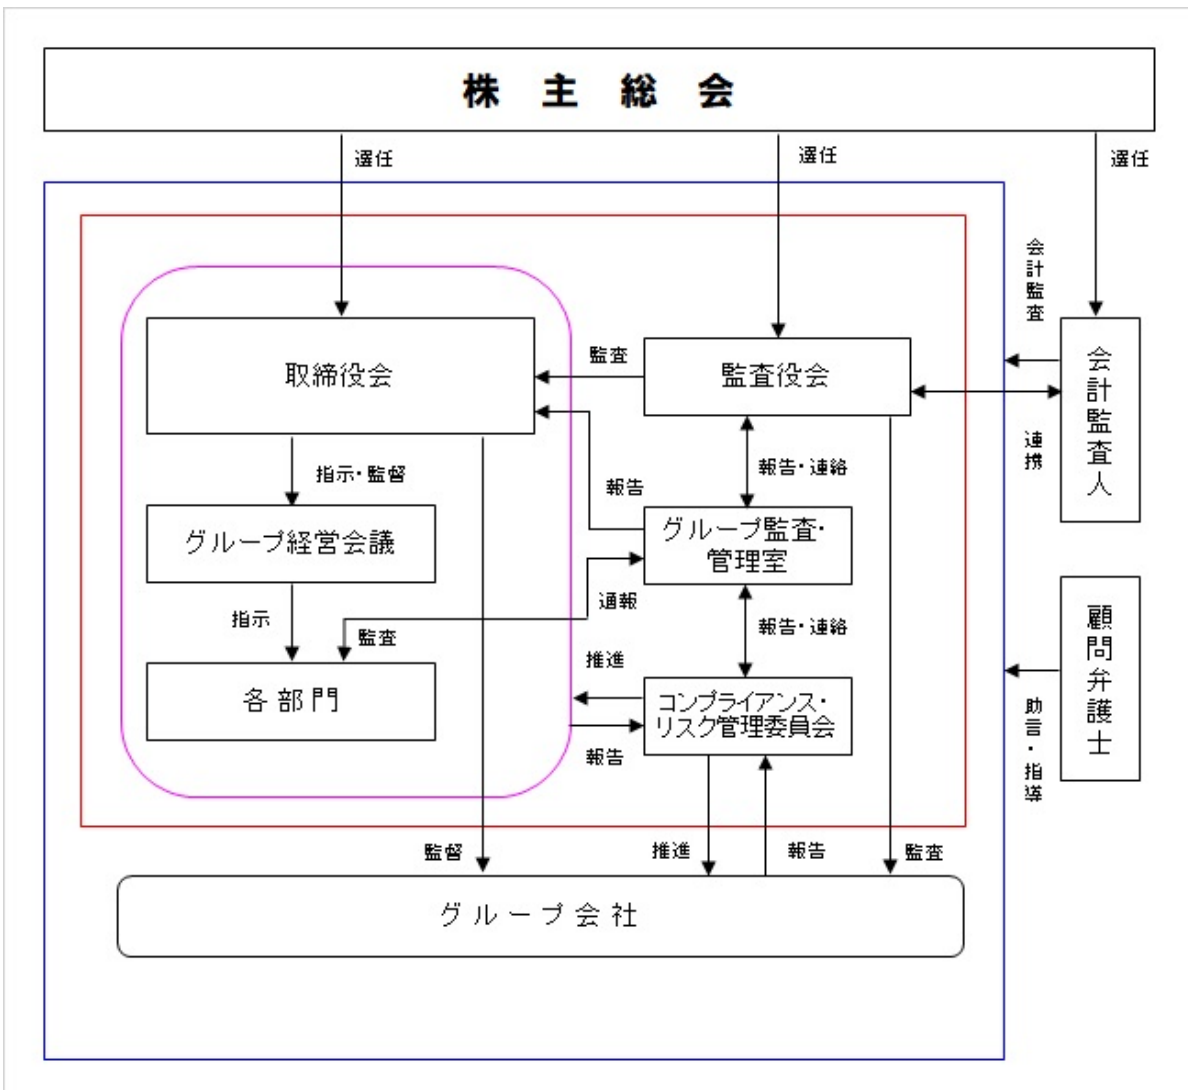 株 主 総 会
選任
選任
選任
会計監査
取締役会
監査
監査役会
会計監査人
連携
指示・監督
報告・連絡
報告
グループ経営会議
グループ監査・
管理室
指示
通報
監査
報告・連絡
顧問弁護士
推進
各部門
コンプライアンス・
リスク管理委員会
助言・指導
報告
監督
推進
報告
監査
グループ会社